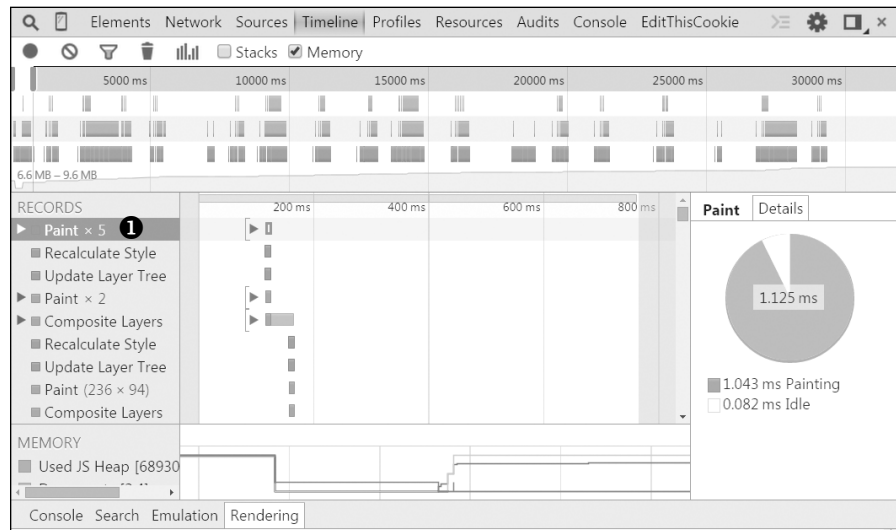 Elements Network Sources Timeline Profiles Resources Audits Console EditThisCookie
Stacks Memory
5000 ms 10000 ms 15000 ms 20000 ms 25000 ms 30000 ms
6.6 MB – 9.6 MB
RECORDS
200 ms 400 ms 600 ms 800 ms
Paint × 5 1
Recalculate Style
Update Layer Tree
Paint × 2
Composite Layers
Recalculate Style
Update Layer Tree
Paint (236 × 94)
Composite Layers
Paint Details
1.125 ms
1.043 ms Painting
0.082 ms Idle
MEMORY
Used JS Heap [68930
Console Search Emulation Rendering